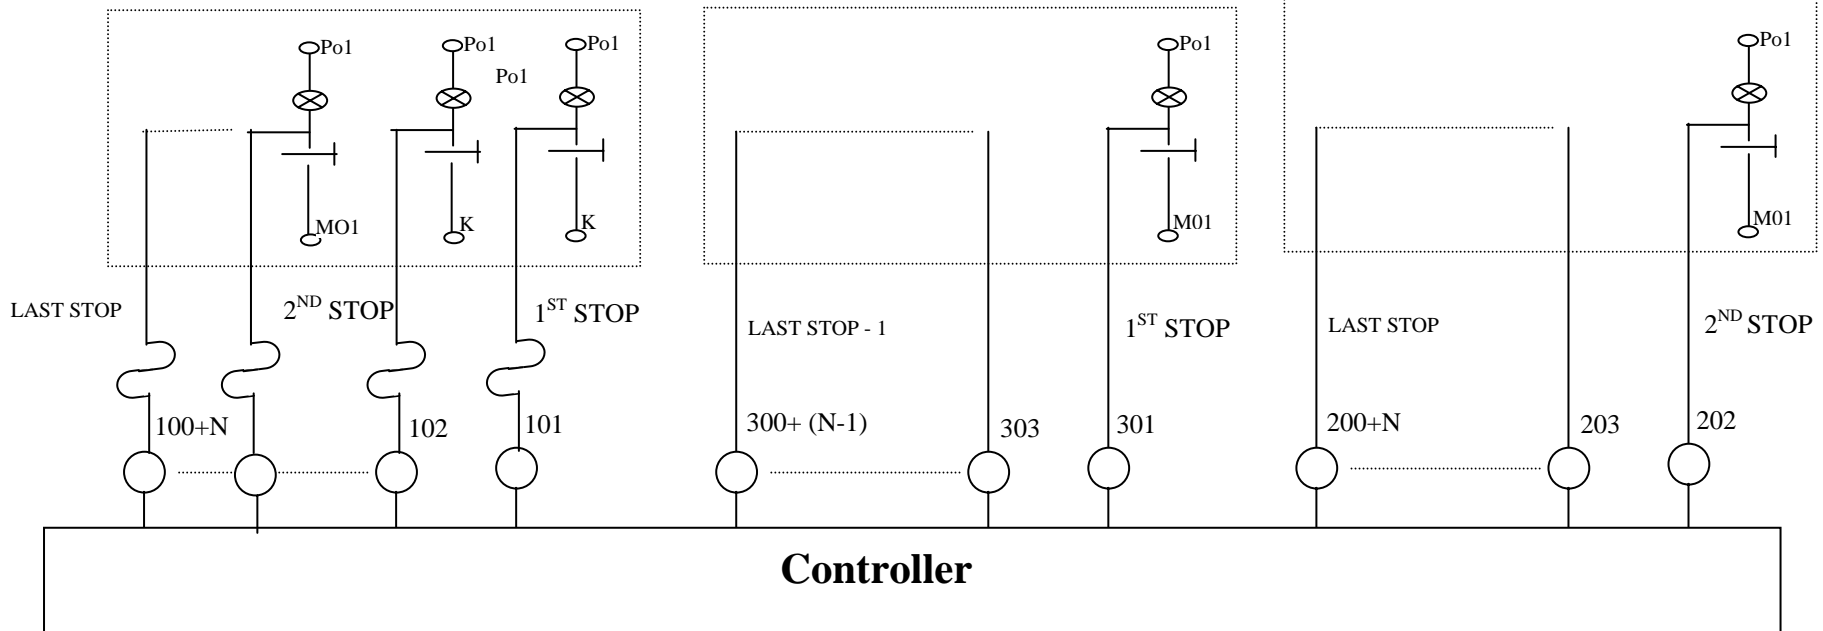 Po1
Po1
Po1
Po1
Po1
Po1
MO1
K
K
M01
M01
LAST STOP
2ND STOP
1ST STOP
LAST STOP - 1
1ST STOP
LAST STOP
2ND STOP
100+N
102
101
300+ (N-1)
303
301
200+N
203
202
Controller